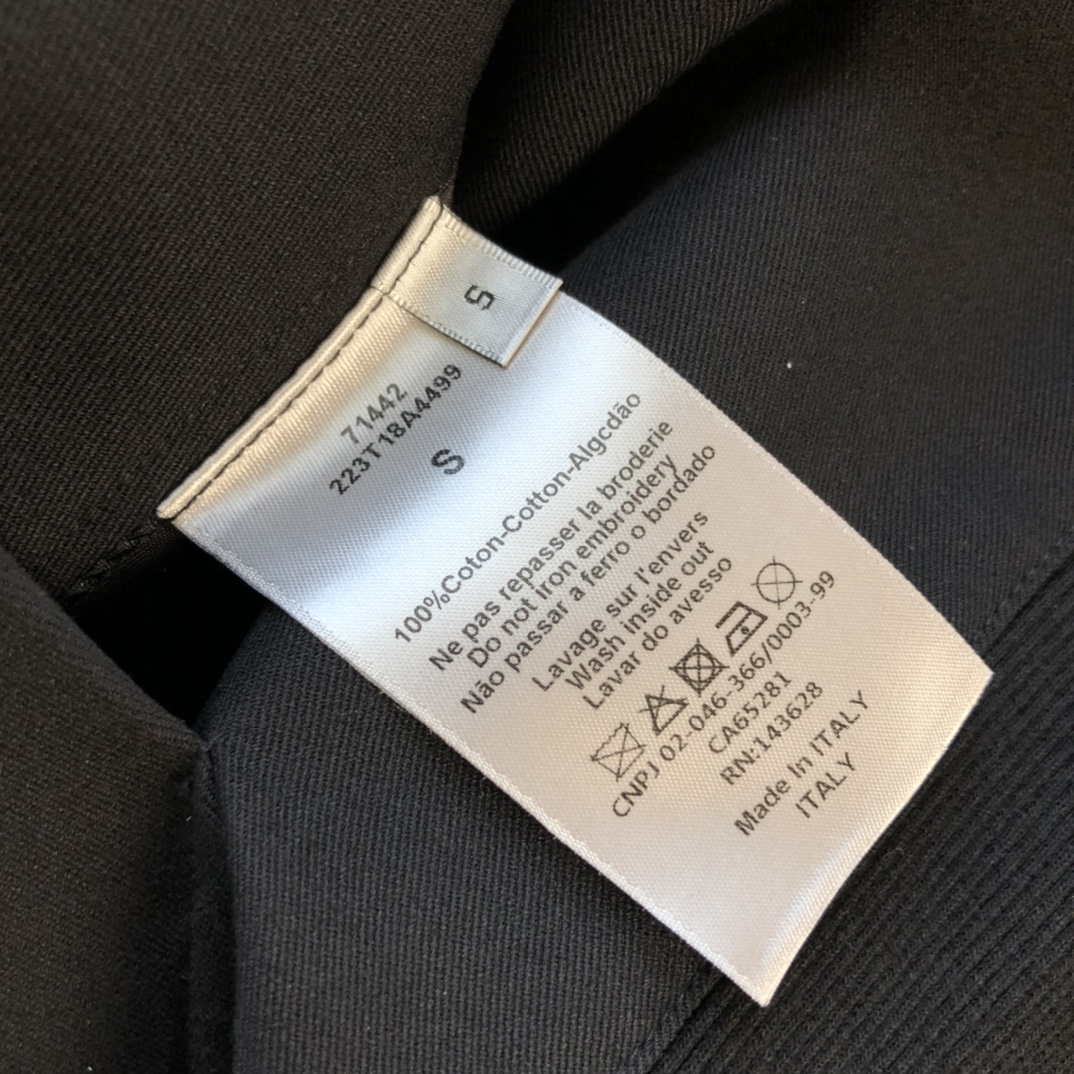 S
71442
223T18A4499
S
100%Coton-Cotton-Algcdão
Ne pas repasser la broderie
Do not iron embroidery
Não passar a ferro o bordado
Lavage sur l'envers
Wash inside out
Lavar do avesso
CNPJ 02-046-366/0003-99
CA65281
RN:143628
Made In ITALY
ITALY